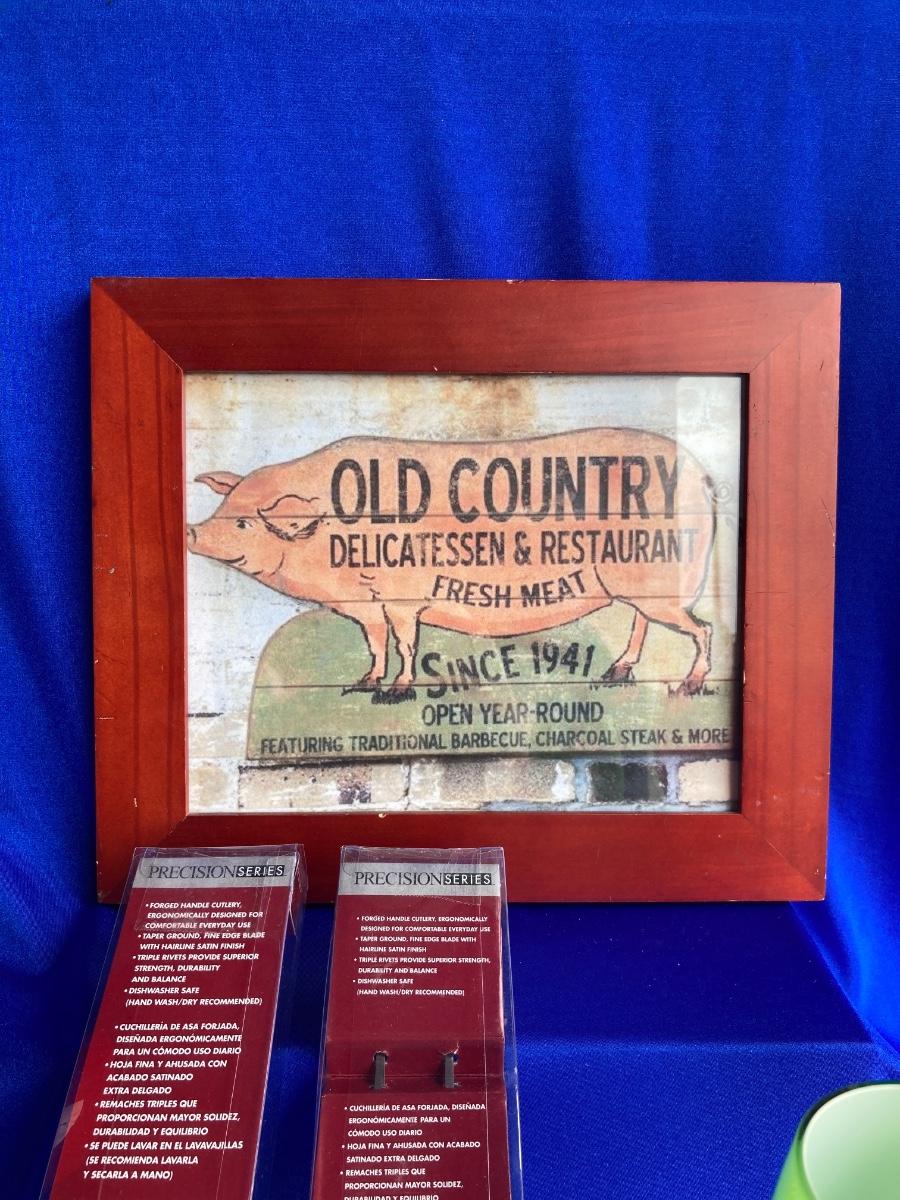 OLD COUNTRY
DELICATESSEN & RESTAURANT
FRESH MEAT
SINCE 1941
OPEN YEAR-ROUND
FEATURING TRADITIONAL BARBECUE, CHARCOAL STEAK & MORE
PRECISIONSERIES
• FORGED HANDLE CUTLERY,
ERGONOMICALLY DESIGNED FOR
COMFORTABLE EVERYDAY USE
• TAPER GROUND, FINE EDGE BLADE
WITH HAIRLINE SATIN FINISH
• TRIPLE RIVETS PROVIDE SUPERIOR
STRENGTH, DURABILITY
AND BALANCE
• DISHWASHER SAFE
(HAND WASH/DRY RECOMMENDED)
• CUCHILLERÍA DE ASA FORJADA,
DISEÑADA ERGONÓMICAMENTE
PARA UN CÓMODO USO DIARIO
• HOJA FINA Y AHUSADA CON
ACABADO SATINADO
EXTRA DELGADO
• REMACHES TRIPLES QUE
PROPORCIONAN MAYOR SOLIDEZ,
DURABILIDAD Y EQUILIBRIO
• SE PUEDE LAVAR EN EL LAVAVAJILLAS
(SE RECOMIENDA LAVARLA
Y SECARLA A MANO)
PRECISIONSERIES
• FORGED HANDLE CUTLERY, ERGONOMICALLY
DESIGNED FOR COMFORTABLE EVERYDAY USE
• TAPER GROUND, FINE EDGE BLADE WITH
HAIRLINE SATIN FINISH
• TRIPLE RIVETS PROVIDE SUPERIOR STRENGTH,
DURABILITY AND BALANCE
• DISHWASHER SAFE
(HAND WASH/DRY RECOMMENDED)
• CUCHILLERÍA DE ASA FORJADA, DISEÑADA
ERGONÓMICAMENTE PARA UN
CÓMODO USO DIARIO
• HOJA FINA Y AHUSADA CON ACABADO
SATINADO EXTRA DELGADO
• REMACHES TRIPLES QUE
PROPORCIONAN MAYOR SOLIDEZ,
DURABILIDAD Y EQUILIBRIO